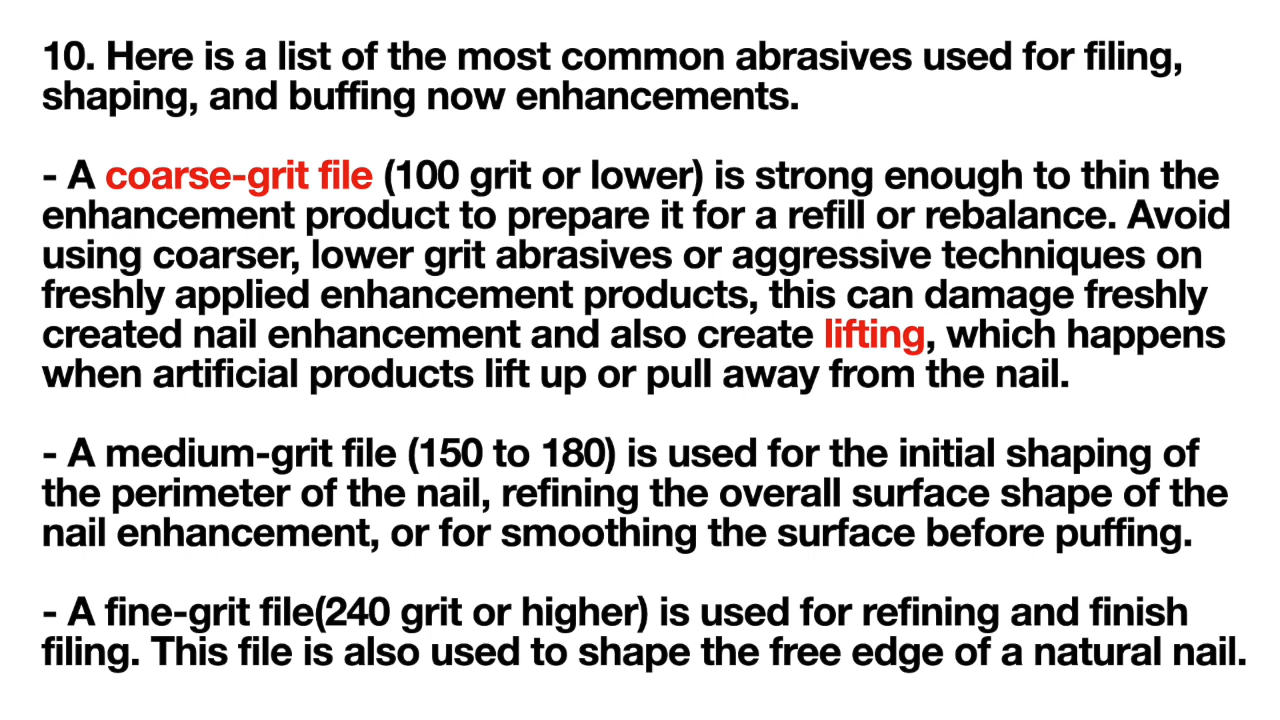 10. Here is a list of the most common abrasives used for filing,
shaping, and buffing now enhancements.
- A coarse-grit file (100 grit or lower) is strong enough to thin the
enhancement product to prepare it for a refill or rebalance. Avoid
using coarser, lower grit abrasives or aggressive techniques on
freshly applied enhancement products, this can damage freshly
created nail enhancement and also create lifting, which happens
when artificial products lift up or pull away from the nail.
- A medium-grit file (150 to 180) is used for the initial shaping of
the perimeter of the nail, refining the overall surface shape of the
nail enhancement, or for smoothing the surface before puffing.
- A fine-grit file(240 grit or higher) is used for refining and finish
filing. This file is also used to shape the free edge of a natural nail.